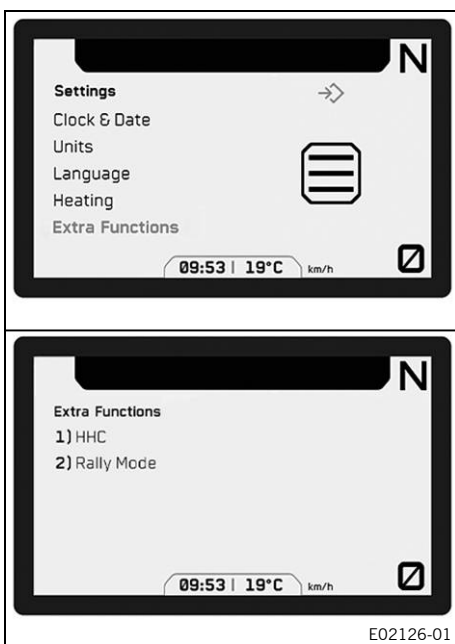 N
Settings
Clock & Date
Units
Language
Heating
Extra Functions
09:53 | 19°C km/h 0
N
Extra Functions
1) HHC
2) Rally Mode
09:53 | 19°C km/h 0
E02126-01